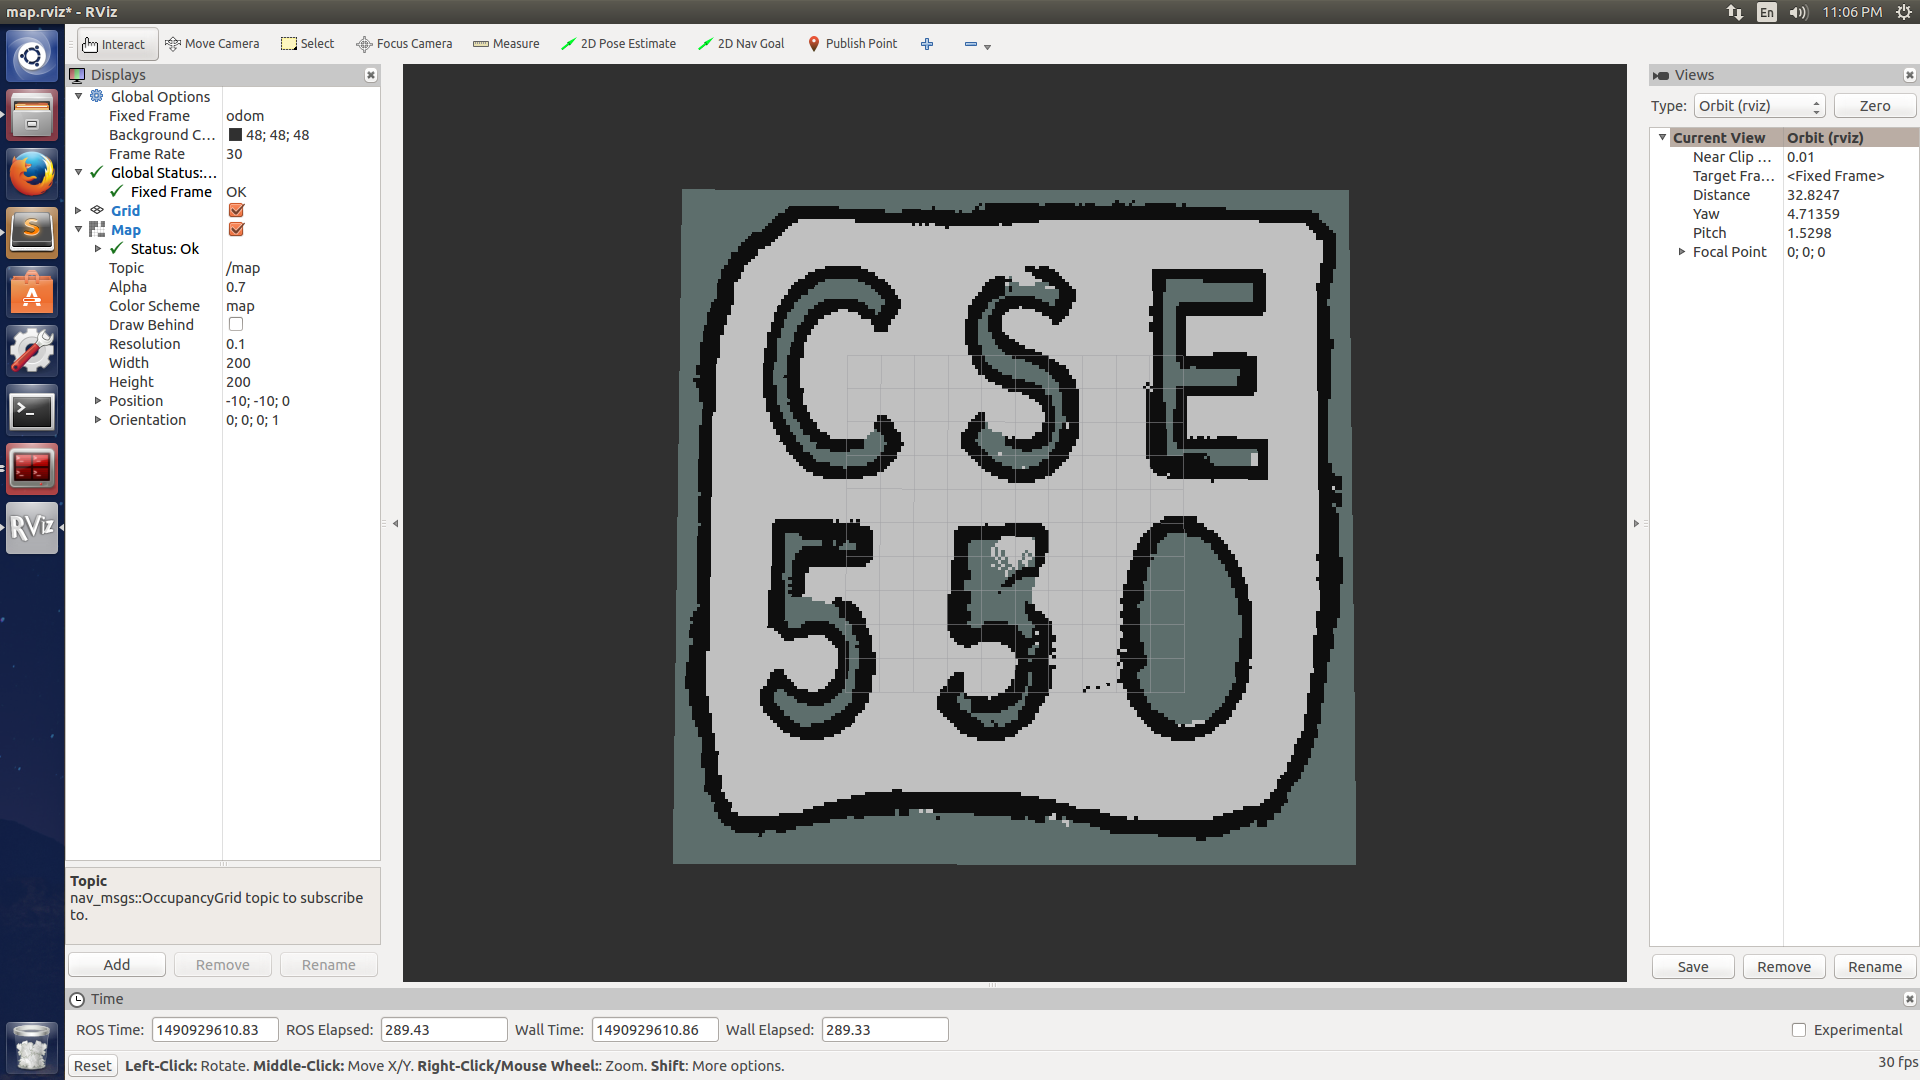 map.rviz* - RViz
En
11:06 PM
Interact
Move Camera
Select
Focus Camera
Measure
2D Pose Estimate
2D Nav Goal
Publish Point
Displays
Global Options
Fixed Frame odom
Background C... 48; 48; 48
Frame Rate 30
Global Status:...
Fixed Frame OK
Grid
Map
Status: Ok
Topic /map
Alpha 0.7
Color Scheme map
Draw Behind
Resolution 0.1
Width 200
Height 200
Position -10; -10; 0
Orientation 0; 0; 0; 1
Topic
nav_msgs::OccupancyGrid topic to subscribe
to.
Add Remove Rename
RViz
CSE
550
Views
Type: Orbit (rviz) Zero
Current View Orbit (rviz)
Near Clip ... 0.01
Target Fra... <Fixed Frame>
Distance 32.8247
Yaw 4.71359
Pitch 1.5298
Focal Point 0; 0; 0
Save Remove Rename
Time
ROS Time: 1490929610.83 ROS Elapsed: 289.43 Wall Time: 1490929610.86 Wall Elapsed: 289.33 Experimental
Reset Left-Click: Rotate. Middle-Click: Move X/Y. Right-Click/Mouse Wheel:: Zoom. Shift: More options. 30 fps